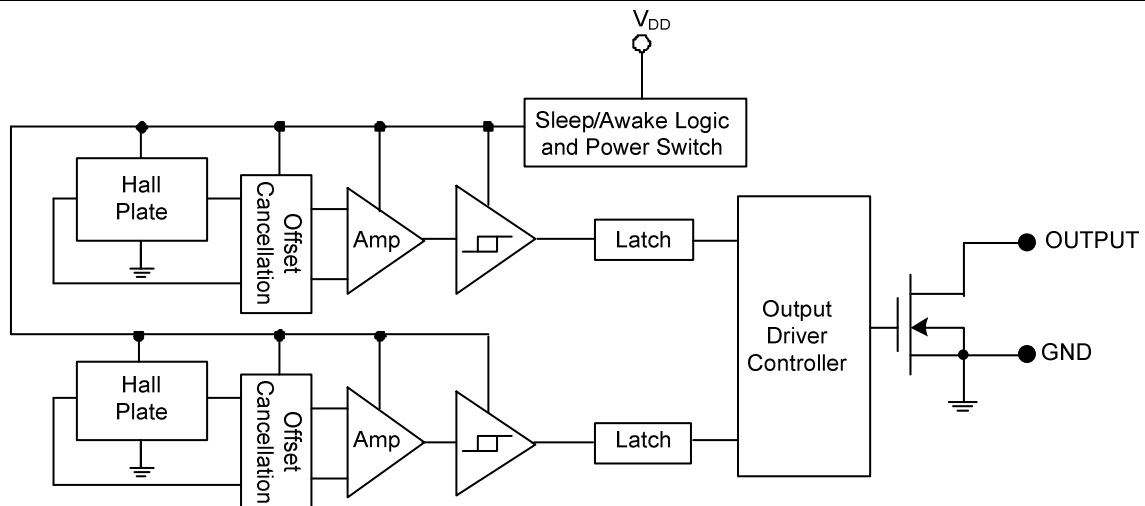 VDD
Sleep/Awake Logic
and Power Switch
Hall
Plate
Offset
Cancellation
Amp
Latch
Output
Driver
Controller
OUTPUT
GND
Hall
Plate
Offset
Cancellation
Amp
Latch